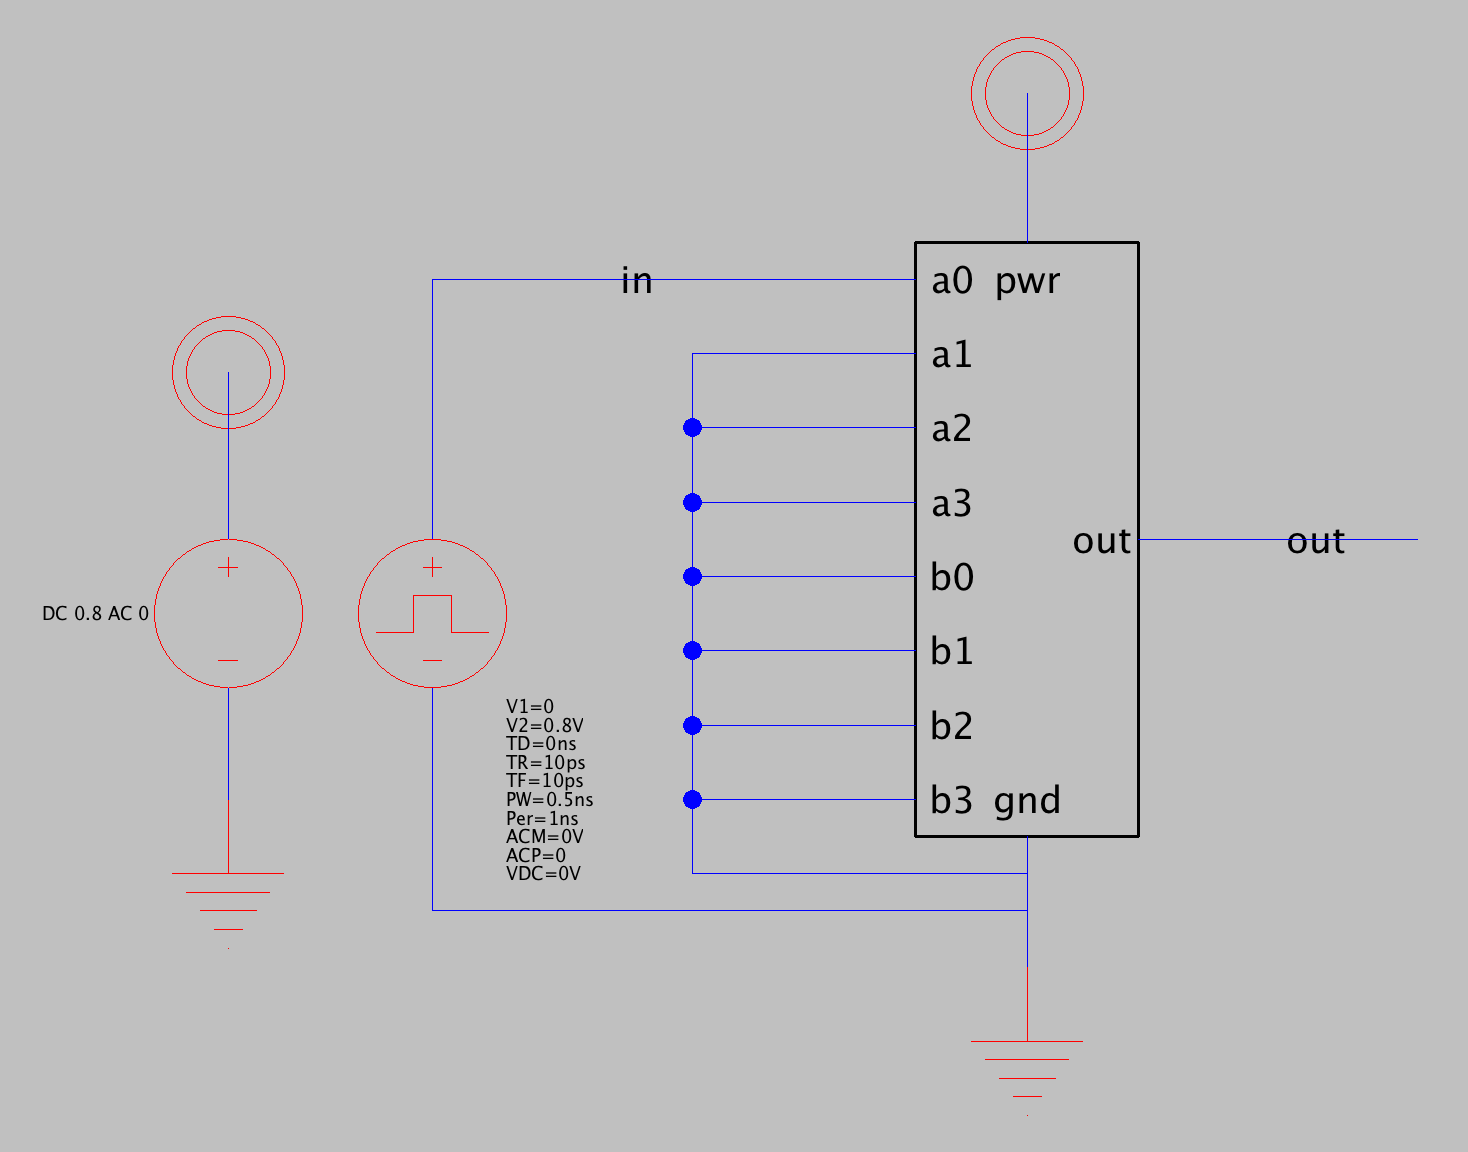 in
a0 pwr
a1
a2
a3
out
out
b0
DC 0.8 AC 0
b1
V1=0
V2=0.8V
TD=0ns
TR=10ps
TF=10ps
PW=0.5ns
Per=1ns
ACM=0V
ACP=0
VDC=0V
b2
b3 gnd